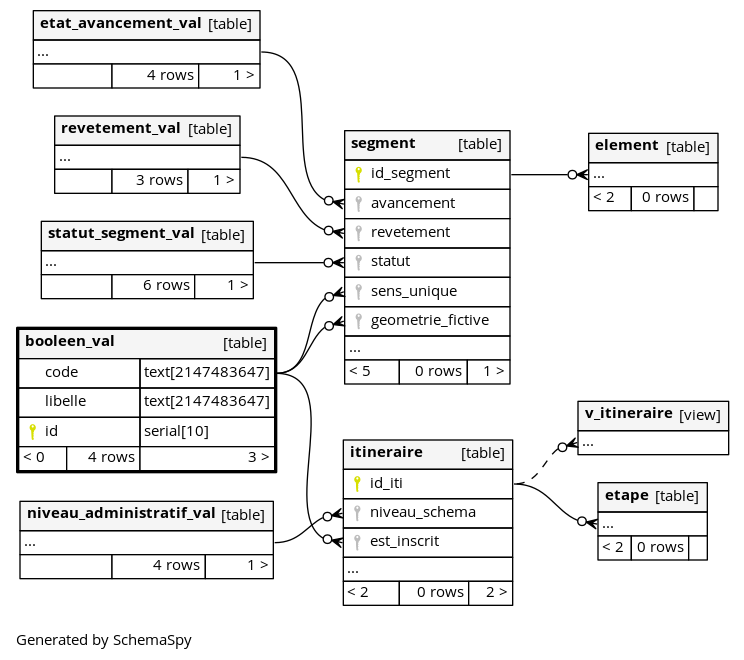 etat_avancement_val [table]
...
4 rows 1 >
revetement_val [table]
...
3 rows 1 >
statut_segment_val [table]
...
6 rows 1 >
booleen_val [table]
code text[2147483647]
libelle text[2147483647]
id serial[10]
< 0 4 rows 3 >
niveau_administratif_val [table]
...
4 rows 1 >
segment [table]
id_segment
avancement
revetement
statut
sens_unique
geometrie_fictive
...
< 5 0 rows 1 >
itineraire [table]
id_iti
niveau_schema
est_inscrit
...
< 2 0 rows 2 >
element [table]
...
< 2 0 rows
v_itineraire [view]
...
etape [table]
...
< 2 0 rows
Generated by SchemaSpy